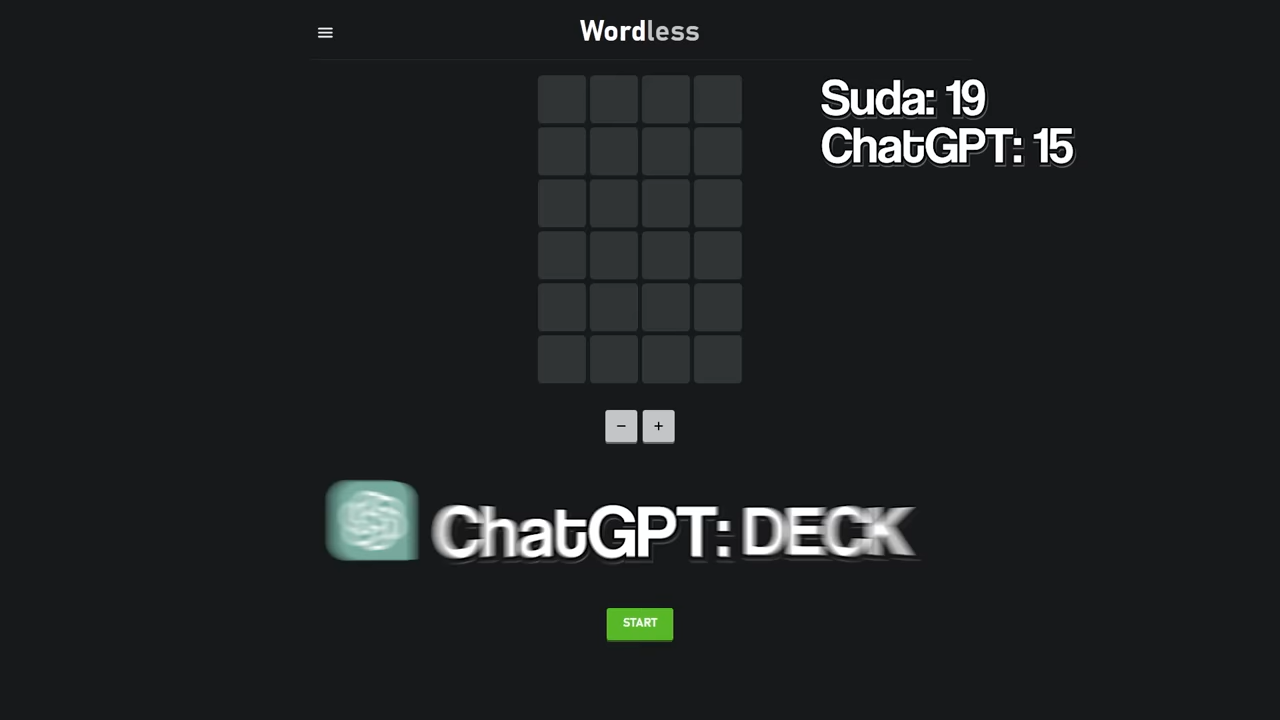 Wordless
Suda: 19
ChatGPT: 15
− +
ChatGPT: DECK
START